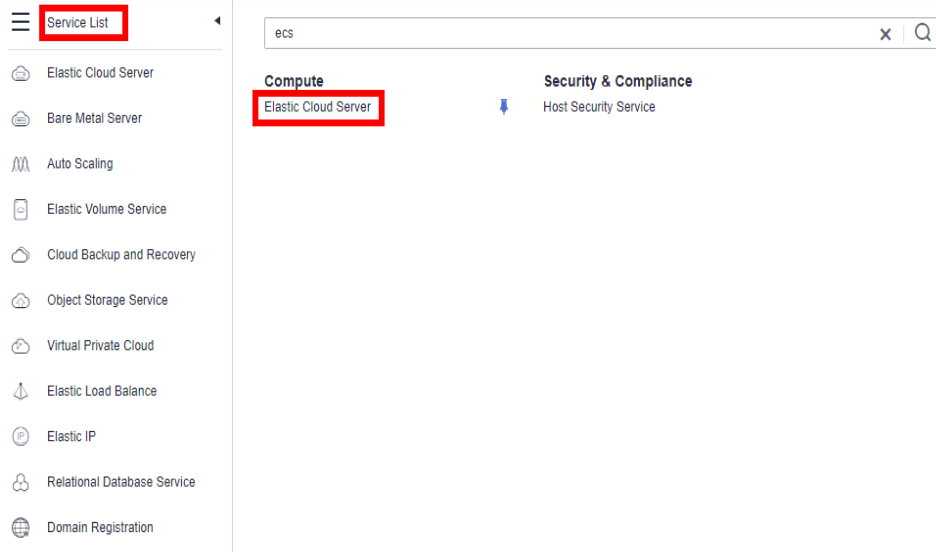 Service List
Elastic Cloud Server
Bare Metal Server
Auto Scaling
Elastic Volume Service
Cloud Backup and Recovery
Object Storage Service
Virtual Private Cloud
Elastic Load Balance
IP
Elastic IP
Relational Database Service
Domain Registration
ecs
Compute
Elastic Cloud Server
Security & Compliance
Host Security Service